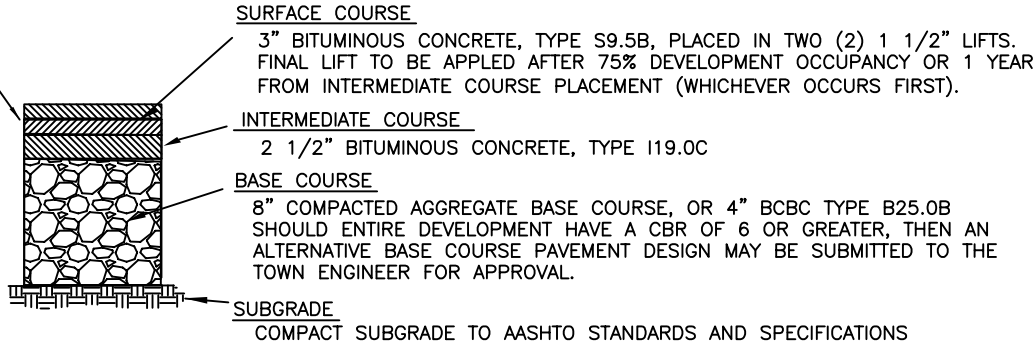 SURFACE COURSE
3" BITUMINOUS CONCRETE, TYPE S9.5B, PLACED IN TWO (2) 1 1/2" LIFTS.
FINAL LIFT TO BE APPLED AFTER 75% DEVELOPMENT OCCUPANCY OR 1 YEAR
FROM INTERMEDIATE COURSE PLACEMENT (WHICHEVER OCCURS FIRST).
INTERMEDIATE COURSE
2 1/2" BITUMINOUS CONCRETE, TYPE I19.0C
BASE COURSE
8" COMPACTED AGGREGATE BASE COURSE, OR 4" BCBC TYPE B25.0B
SHOULD ENTIRE DEVELOPMENT HAVE A CBR OF 6 OR GREATER, THEN AN
ALTERNATIVE BASE COURSE PAVEMENT DESIGN MAY BE SUBMITTED TO THE
TOWN ENGINEER FOR APPROVAL.
SUBGRADE
COMPACT SUBGRADE TO AASHTO STANDARDS AND SPECIFICATIONS